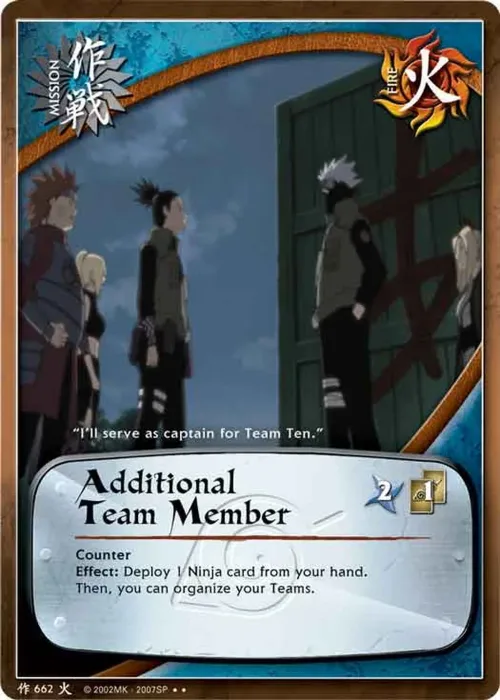 MISSION
作戦
FIRE
火
"I'll serve as captain for Team Ten."
Additional
Team Member
2
1
Counter
Effect: Deploy 1 Ninja card from your hand.
Then, you can organize your Teams.
作 662 火 © 2002MK · 2007SP